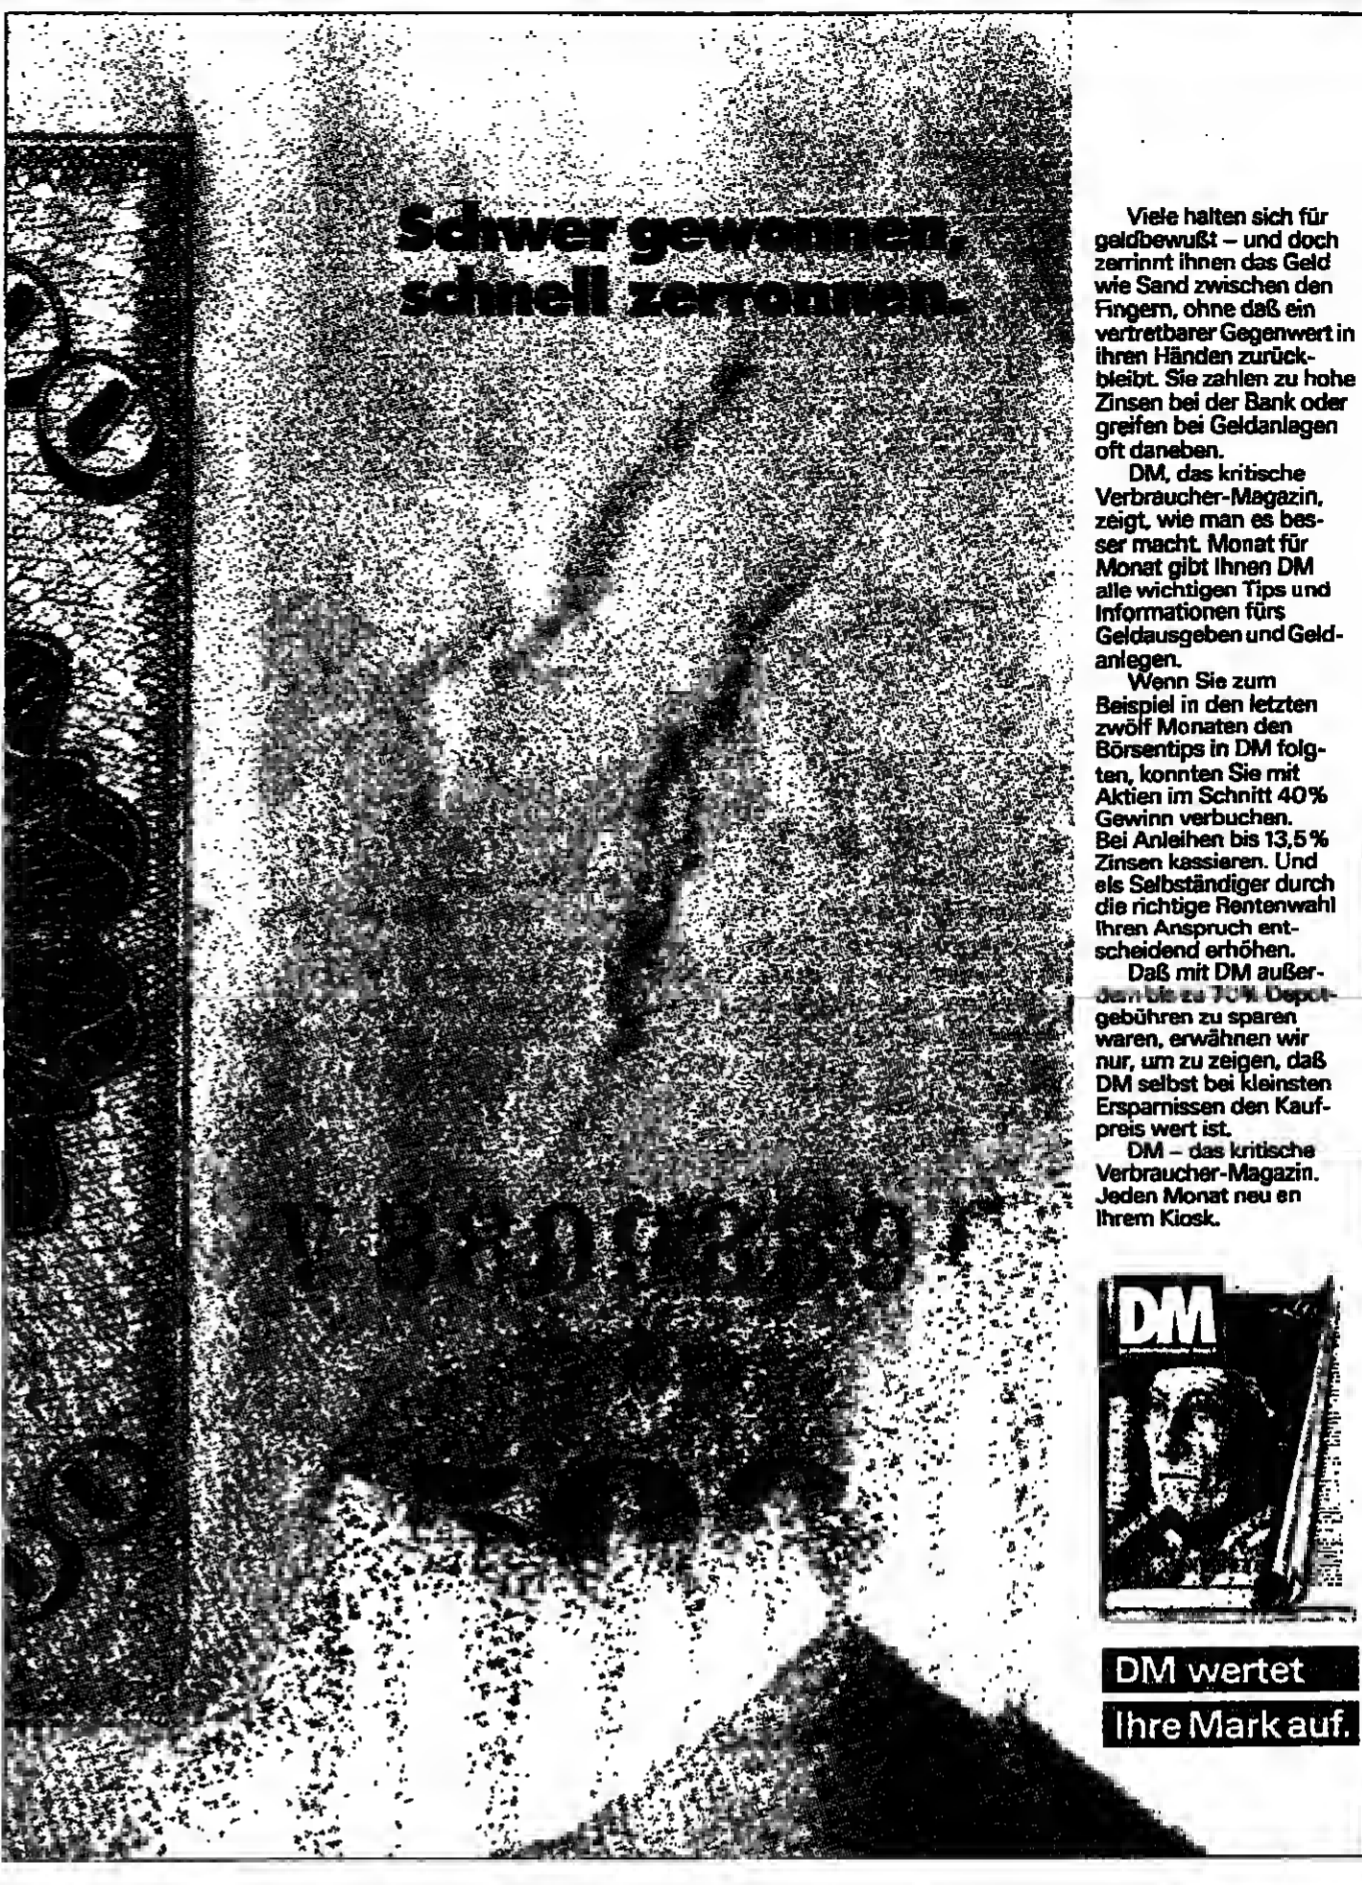 Schwer gewonnen,
schnell zerronnen.
Viele halten sich für
geldbewußt – und doch
zerrinnt ihnen das Geld
wie Sand zwischen den
Fingern, ohne daß ein
vertretbarer Gegenwert in
ihren Händen zurück-
bleibt. Sie zahlen zu hohe
Zinsen bei der Bank oder
greifen bei Geldanlagen
oft daneben.
DM, das kritische
Verbraucher-Magazin,
zeigt, wie man es bes-
ser macht. Monat für
Monat gibt Ihnen DM
alle wichtigen Tips und
Informationen fürs
Geldausgeben und Geld-
anlegen.
Wenn Sie zum
Beispiel in den letzten
zwölf Monaten den
Börsentips in DM folg-
ten, konnten Sie mit
Aktien im Schnitt 40%
Gewinn verbuchen.
Bei Anleihen bis 13,5%
Zinsen kassieren. Und
els Selbständiger durch
die richtige Rentenwahl
Ihren Anspruch ent-
scheidend erhöhen.
Daß mit DM außer-
dem bis zu 70% Depot-
gebühren zu sparen
waren, erwähnen wir
nur, um zu zeigen, daß
DM selbst bei kleinsten
Ersparnissen den Kauf-
preis wert ist.
DM – das kritische
Verbraucher-Magazin.
Jeden Monat neu en
Ihrem Kiosk.
DM
DM wertet
Ihre Mark auf.